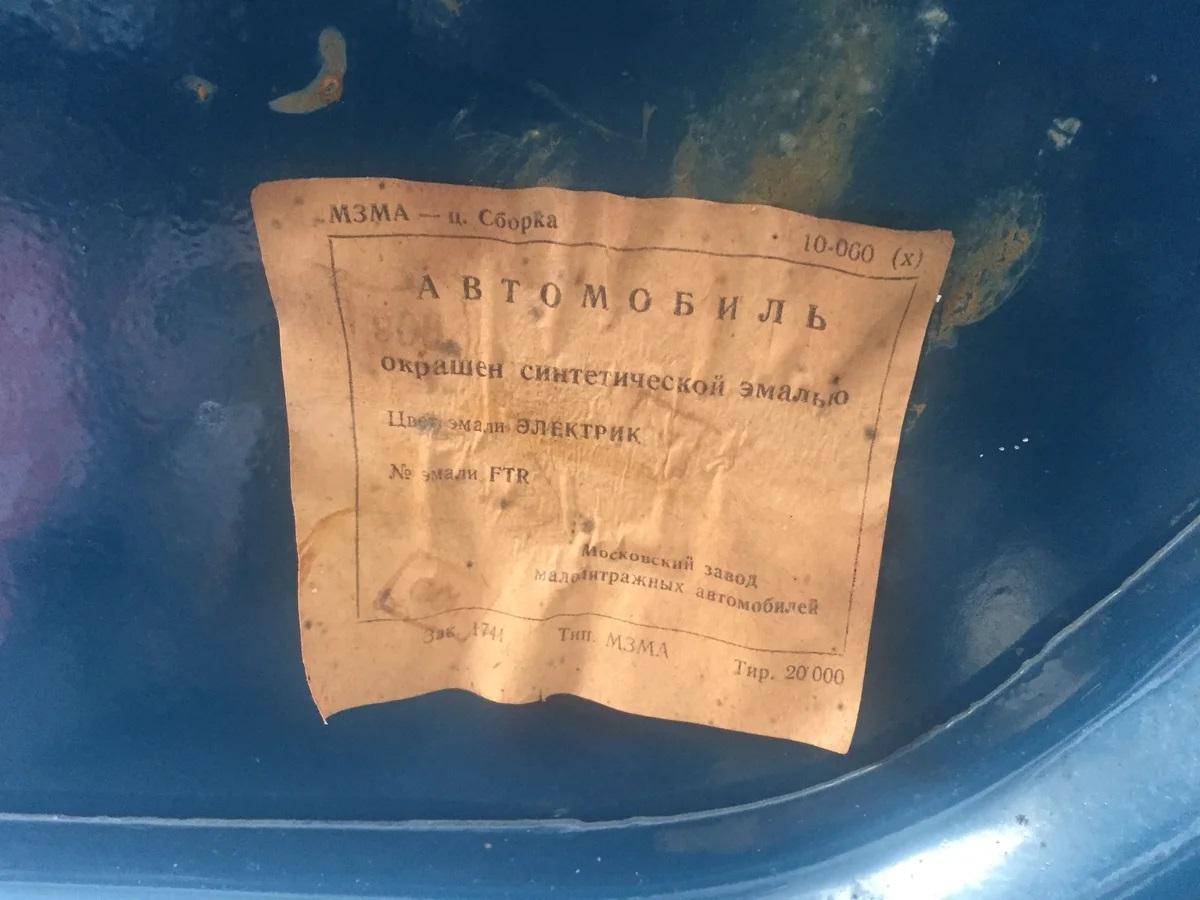 МЗМА — ц. Сборка
10-060 (х)
АВТОМОБИЛЬ
окрашен синтетической эмалью
Цвет эмали ЭЛЕКТРИК
№ эмали FTR
Московский завод
малолитражных автомобилей
Зак. 1741 Тип. МЗМА Тир. 20 000